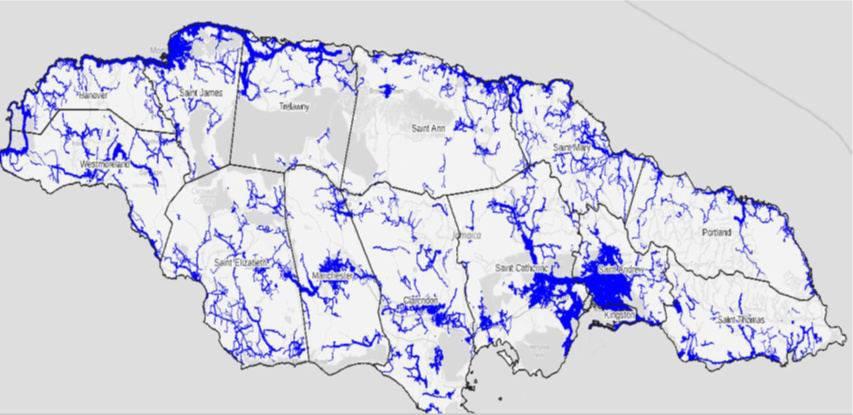 Hanover
Saint James
Trelawny
Saint Ann
Saint Mary
Westmoreland
Portland
Jamaica
Saint Elizabeth
Manchester
Saint Catherine
Saint Andrew
Clarendon
Kingston
Saint Thomas